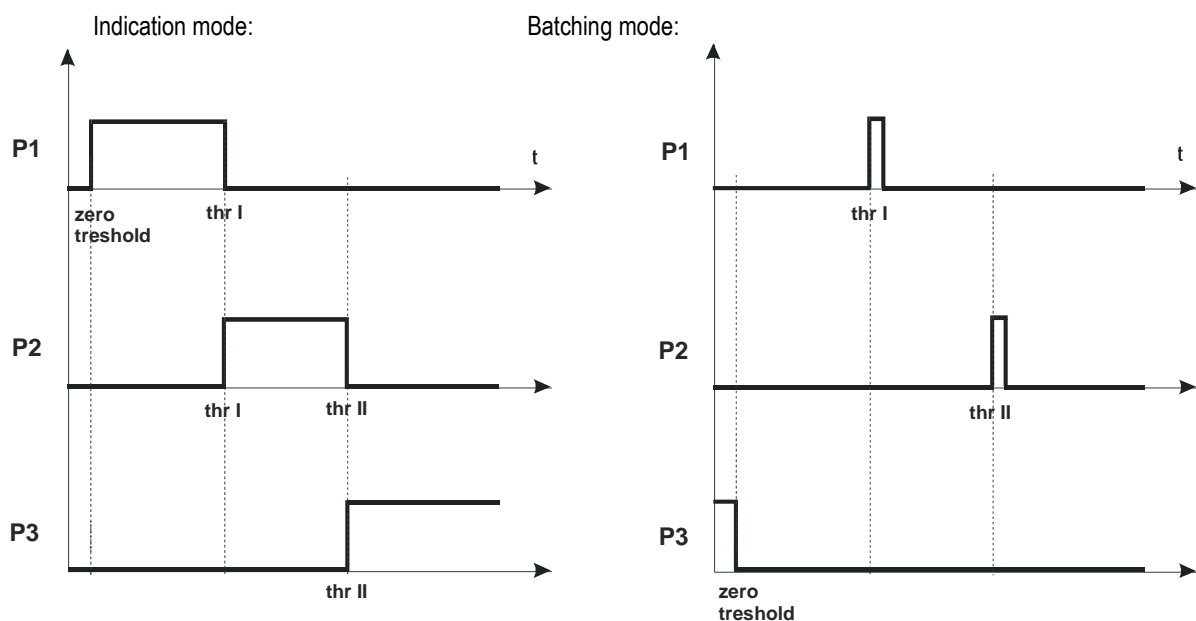 Indication mode:
P1
t
zero
treshold
thr I
P2
thr I
thr II
P3
thr II
Batching mode:
P1
t
thr I
P2
thr II
P3
zero
treshold